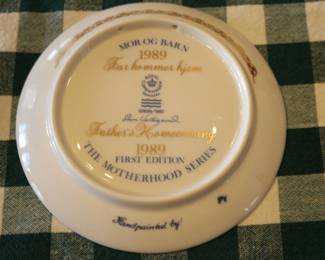 MOR OG BARN
1989
Far kommer hjem
Father's Homecoming
1989
FIRST EDITION
THE MOTHERHOOD SERIES
Handpainted by